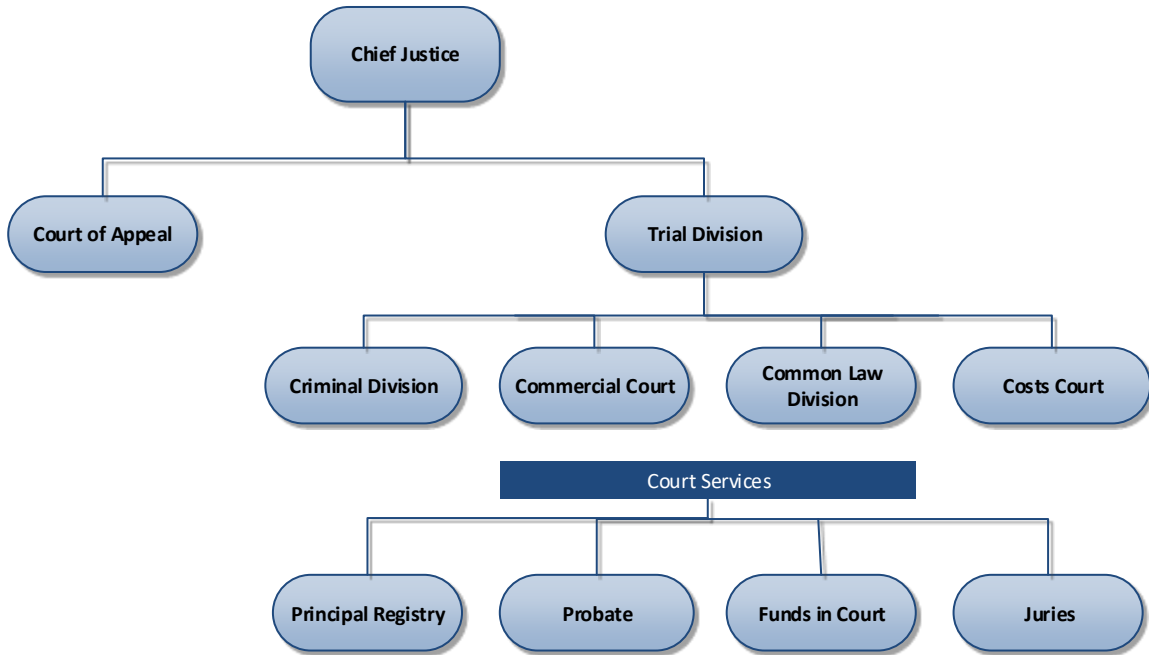 Chief Justice
Court of Appeal
Trial Division
Criminal Division
Commercial Court
Common Law
Division
Costs Court
Court Services
Principal Registry
Probate
Funds in Court
Juries